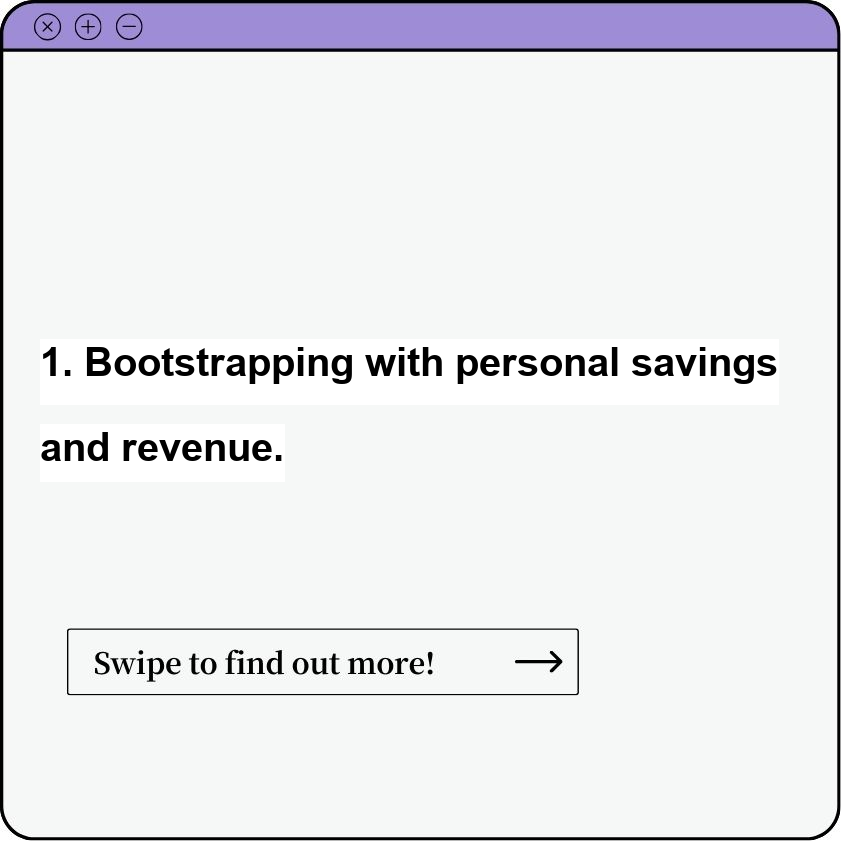 1. Bootstrapping with personal savings
and revenue.
Swipe to find out more!